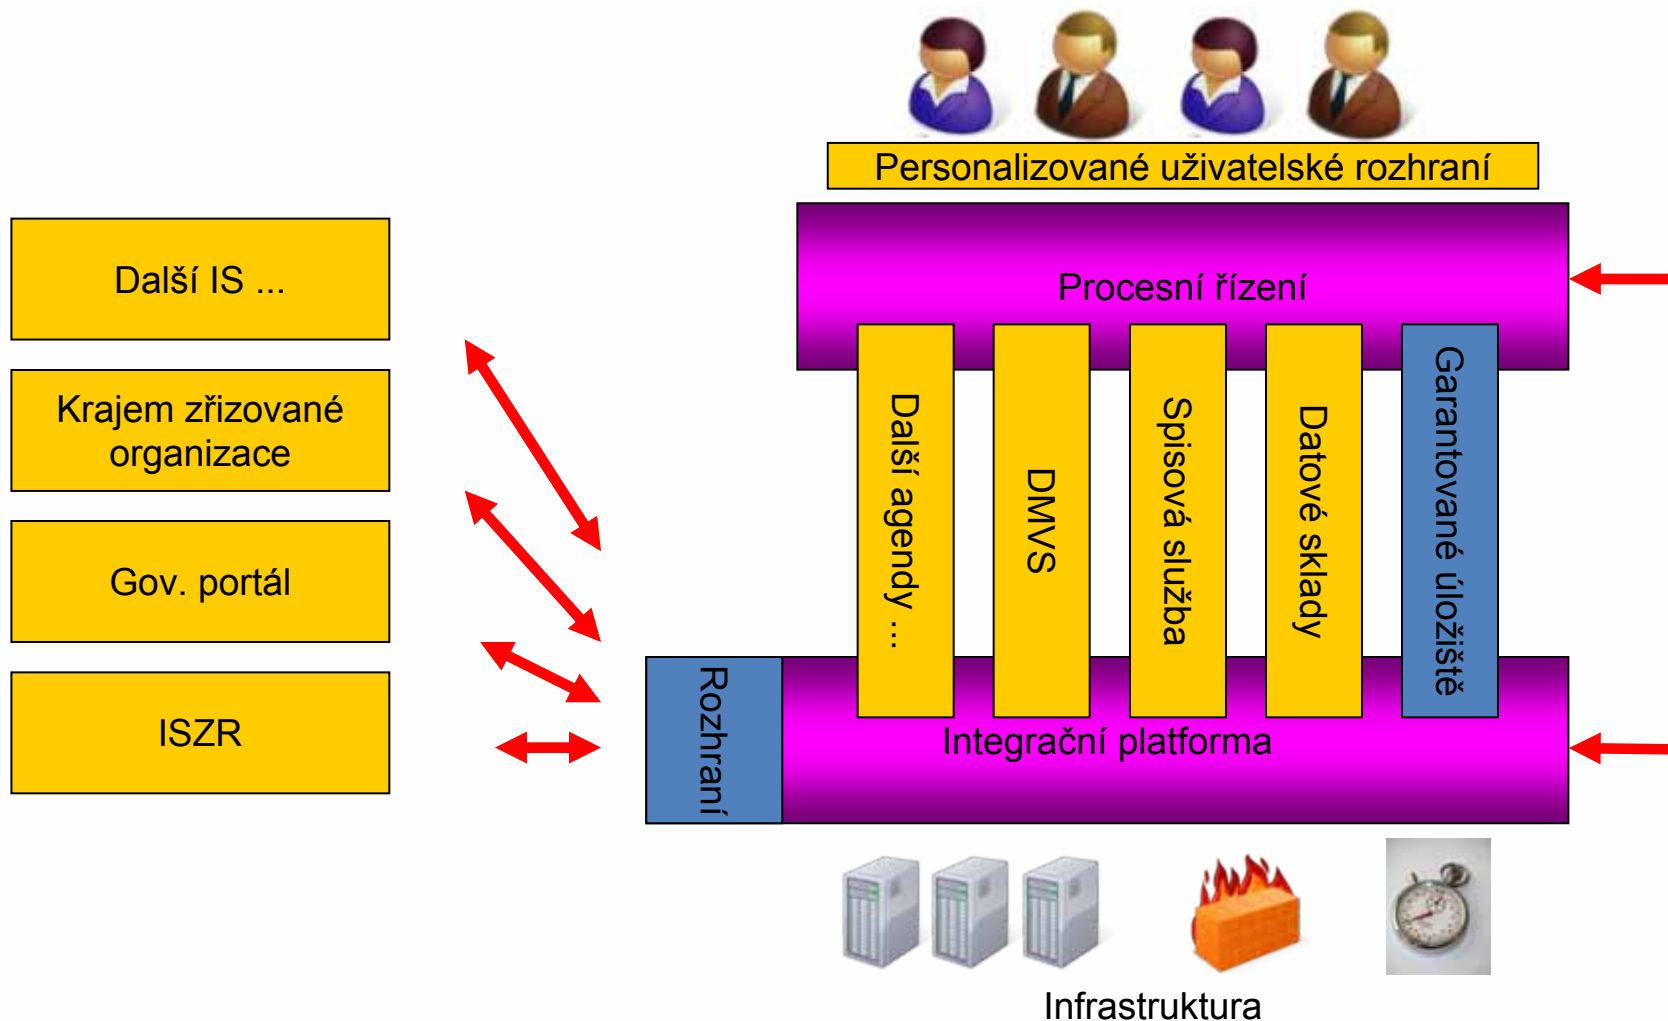 Personalizované uživatelské rozhraní
Procesní řízení
Další IS ...
Krajem zřizované
organizace
Gov. portál
ISZR
Další agendy ...
DMVS
Spisová služba
Datové sklady
Garantované úložiště
Rozhraní
Integrační platforma
Infrastruktura